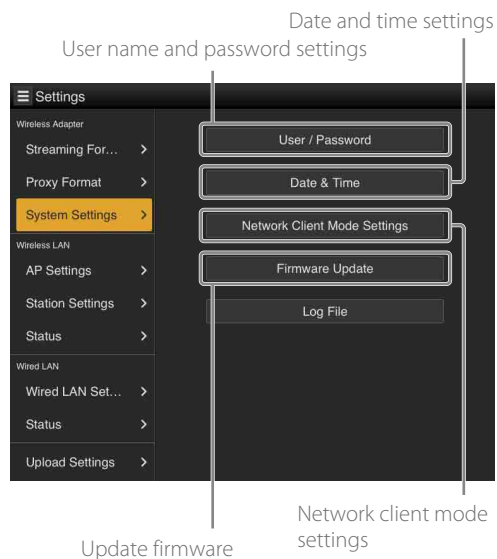 Date and time settings
User name and password settings
Settings
Wireless Adapter
Streaming For...
Proxy Format
System Settings
Wireless LAN
AP Settings
Station Settings
Status
Wired LAN
Wired LAN Set...
Status
Upload Settings
User / Password
Date & Time
Network Client Mode Settings
Firmware Update
Log File
Network client mode
settings
Update firmware